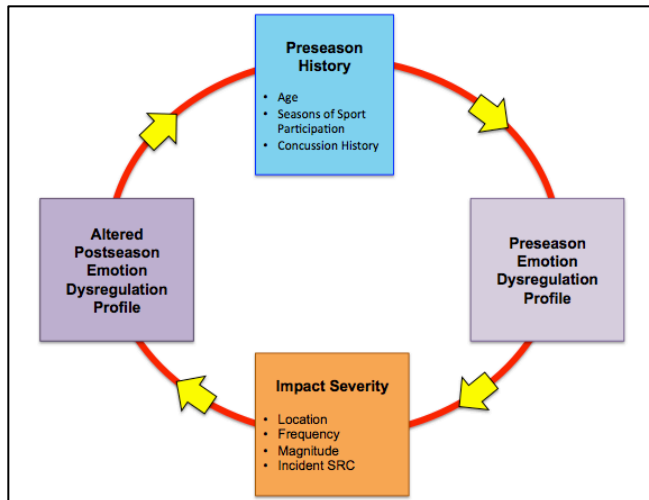 Preseason
History
• Age
• Seasons of Sport
Participation
• Concussion History
Altered
Postseason
Emotion
Dysregulation
Profile
Preseason
Emotion
Dysregulation
Profile
Impact Severity
• Location
• Frequency
• Magnitude
• Incident SRC